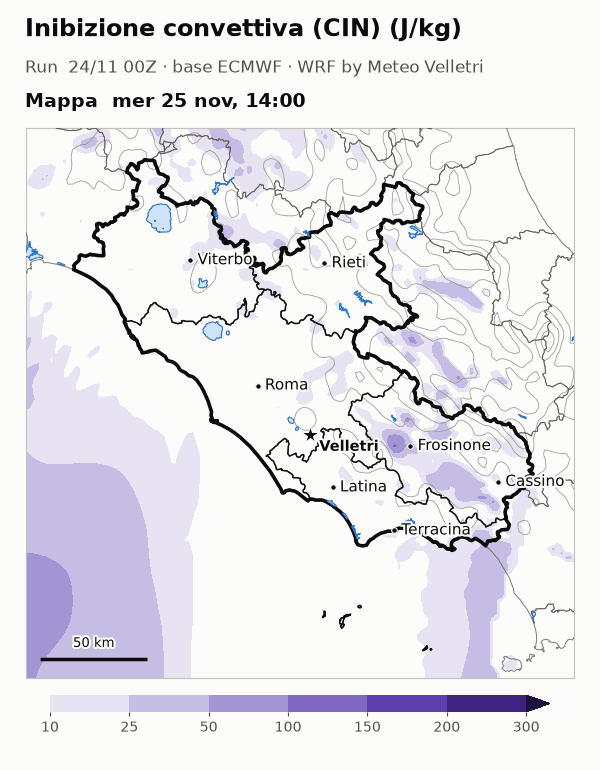 Inibizione convettiva (CIN) (J/kg)
Run 24/11 00Z · base ECMWF · WRF by Meteo Velletri
Mappa mer 25 nov, 14:00
Viterbo
Rieti
Roma
Velletri
Frosinone
Latina
Cassino
Terracina
50 km
10 25 50 100 150 200 300